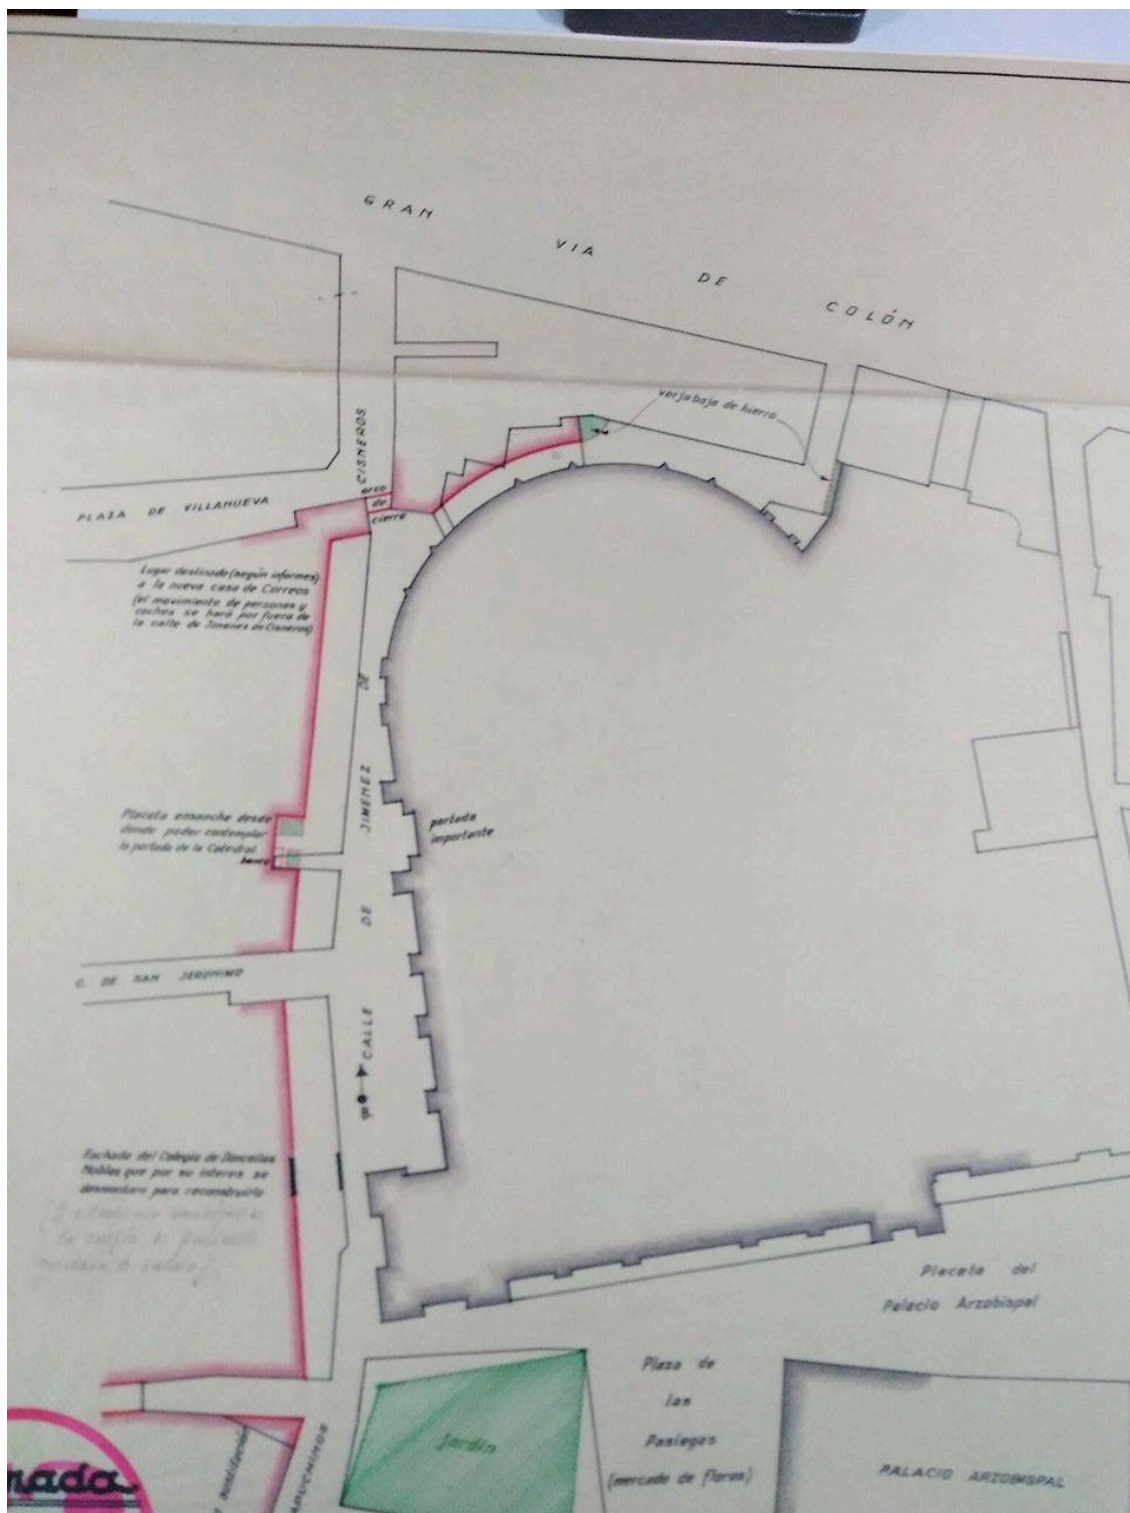 GRAN VIA DE COLÓN
verja baja de hierro
CISNEROS
PLAZA DE VILLANUEVA
arco
de
cierro
Lugar destinado (según informes)
a la nueva casa de Correos
(el movimiento de personas y
coches se hará por fuera de
la calle de Jimenez de Cisneros)
DE
JIMENEZ
Placeta ensanche desde
donde poder contemplar
la portada de la Catedral.
banco
portada
importante
DE
C. DE SAN JERONIMO
CALLE
Fachada del Colegio de Doncellas
Nobles que por su interes se
desmontara para reconstruirla
Placeta del
Palacio Arzobispal
Plaza de
las
Pasiegas
(mercado de flores)
Jardin
PALACIO ARZOBISPAL
nada